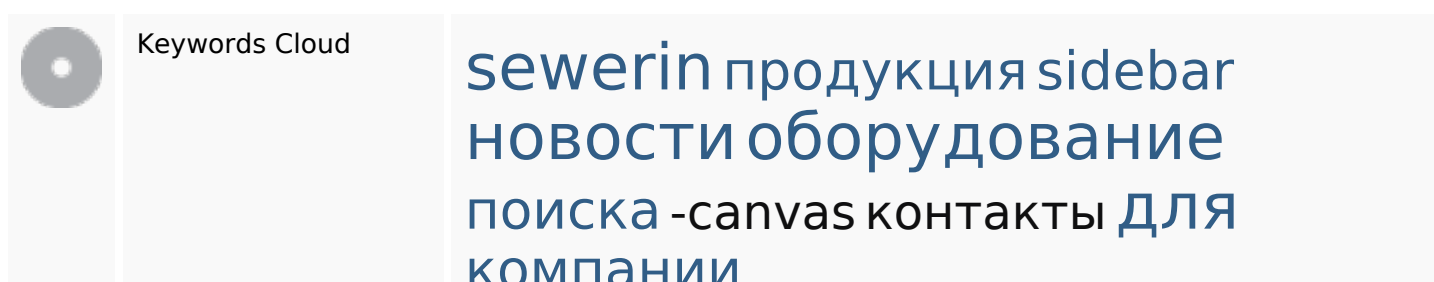 Keywords Cloud
sewerin продукция sidebar
новости оборудование
поиска -canvas контакты для
компании